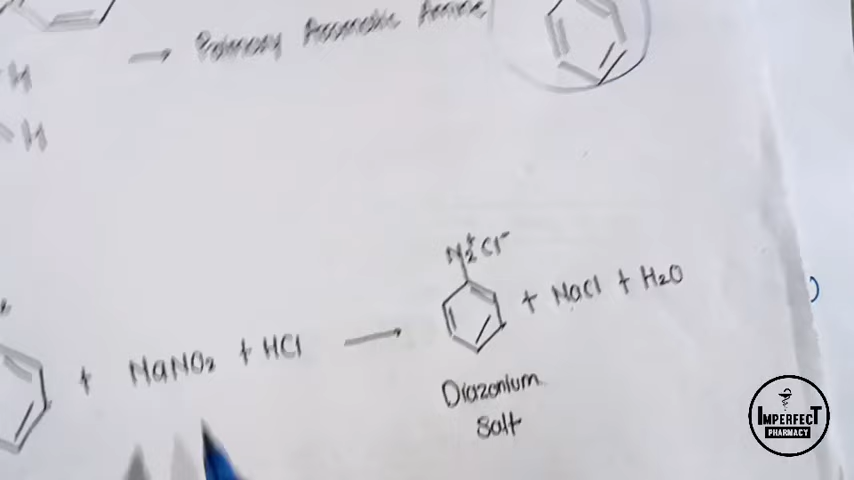 → Primary Aromatic Amine
H
H
N₂⁺Cl⁻
+ NaNO₂ + HCl → + NaCl + H₂O
Diazonium
Salt
IMPERFECT
PHARMACY